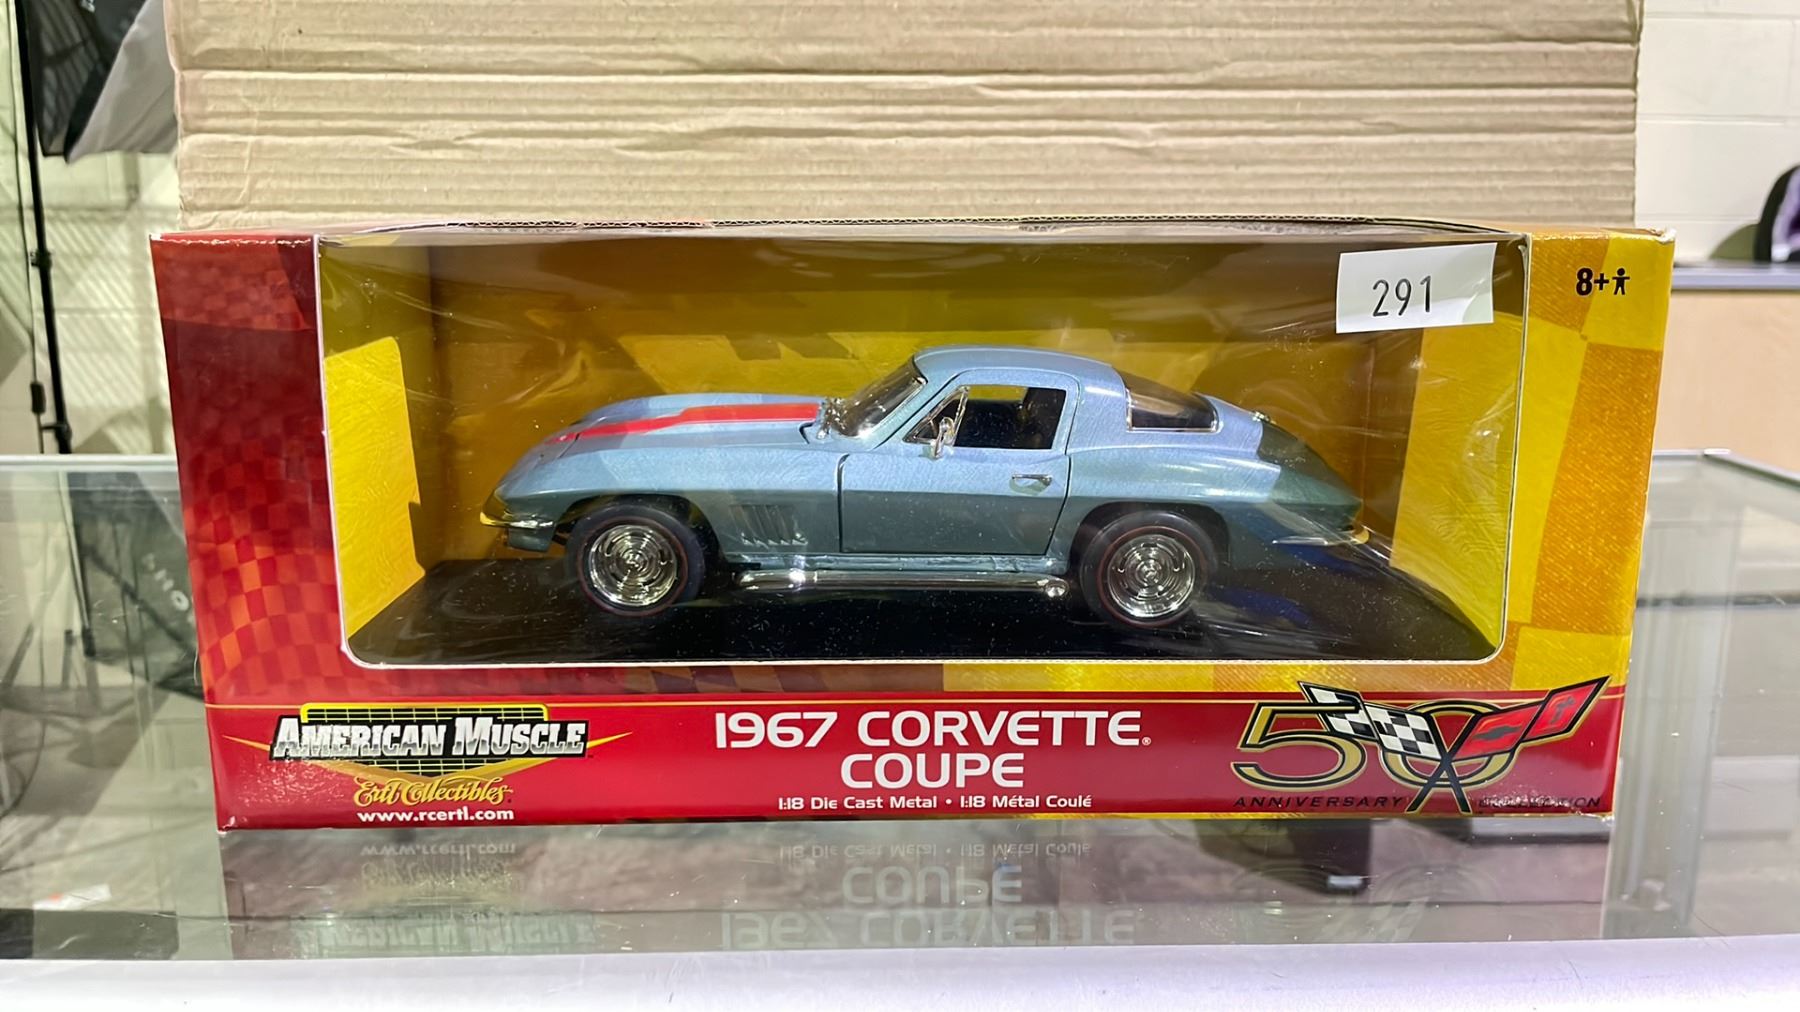 291
8+
AMERICAN MUSCLE
Ertl Collectibles
www.rcertl.com
1967 CORVETTE®
COUPE
1:18 Die Cast Metal • 1:18 Métal Coulé
50
ANNIVERSARY